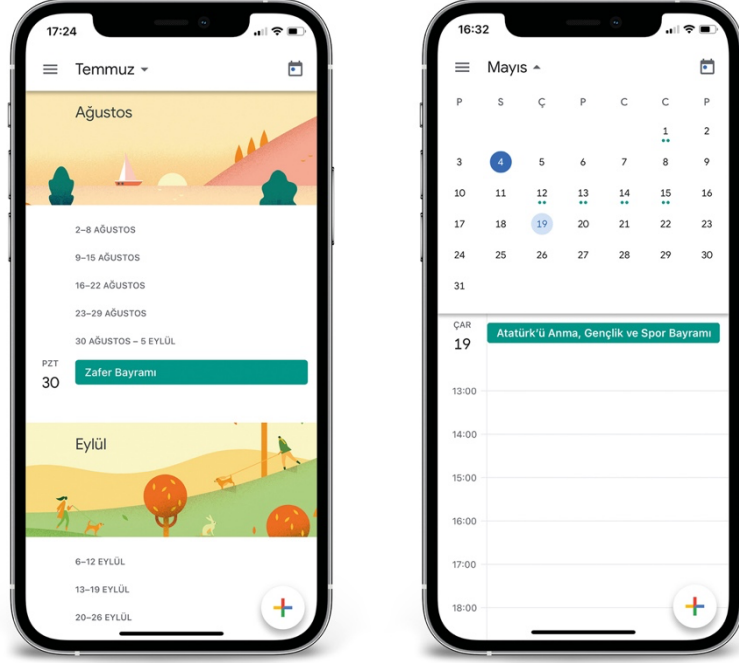 17:24
Temmuz
Ağustos
2–8 AĞUSTOS
9–15 AĞUSTOS
16–22 AĞUSTOS
23–29 AĞUSTOS
30 AĞUSTOS – 5 EYLÜL
PZT
30
Zafer Bayramı
Eylül
6–12 EYLÜL
13–19 EYLÜL
20–26 EYLÜL
16:32
Mayıs
P S Ç P C C P
1 2
3 4 5 6 7 8 9
10 11 12 13 14 15 16
17 18 19 20 21 22 23
24 25 26 27 28 29 30
31
ÇAR
19
Atatürk'ü Anma, Gençlik ve Spor Bayramı
13:00
14:00
15:00
16:00
17:00
18:00